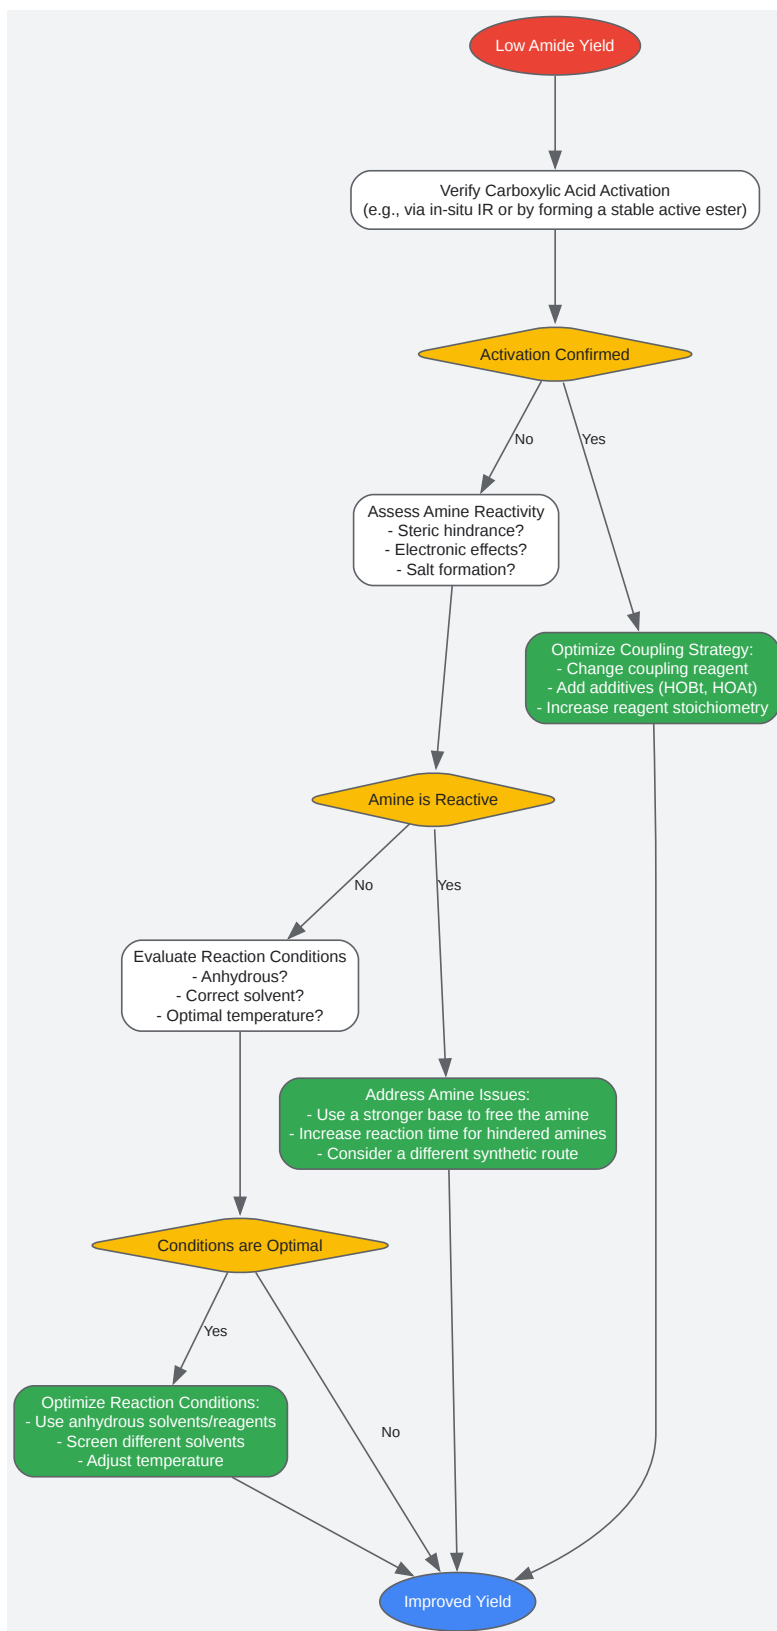 Low Amide Yield
Verify Carboxylic Acid Activation
(e.g., via in-situ IR or by forming a stable active ester)
Activation Confirmed
No
Yes
Assess Amine Reactivity
- Steric hindrance?
- Electronic effects?
- Salt formation?
Optimize Coupling Strategy:
- Change coupling reagent
- Add additives (HOBt, HOAt)
- Increase reagent stoichiometry
Amine is Reactive
No
Yes
Evaluate Reaction Conditions
- Anhydrous?
- Correct solvent?
- Optimal temperature?
Address Amine Issues:
- Use a stronger base to free the amine
- Increase reaction time for hindered amines
- Consider a different synthetic route
Conditions are Optimal
Yes
No
Optimize Reaction Conditions:
- Use anhydrous solvents/reagents
- Screen different solvents
- Adjust temperature
Improved Yield